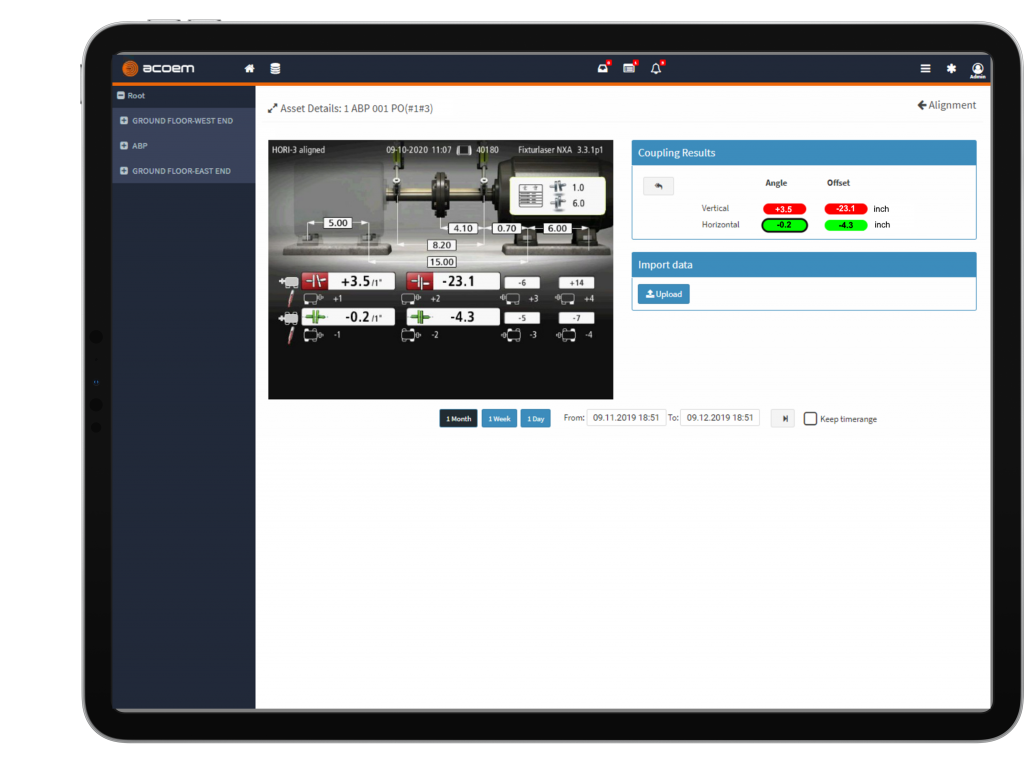 acoem
Admin
Root
GROUND FLOOR-WEST END
ABP
GROUND FLOOR-EAST END
Asset Details: 1 ABP 001 PO(#1#3)
Alignment
HORI-3 aligned 09-10-2020 11:07 40180 Fixturlaser NXA 3.3.1p1
1.0
6.0
5.00
4.10 0.70 6.00
8.20
15.00
+3.5 /1" -23.1 -6 +14
+1 +2 +3 +4
-0.2 /1" -4.3 -5 -7
-1 -2 -3 -4
Coupling Results
Angle Offset
Vertical +3.5 -23.1 inch
Horizontal -0.2 -4.3 inch
Import data
Upload
1 Month 1 Week 1 Day From: 09.11.2019 18:51 To: 09.12.2019 18:51 Keep timerange